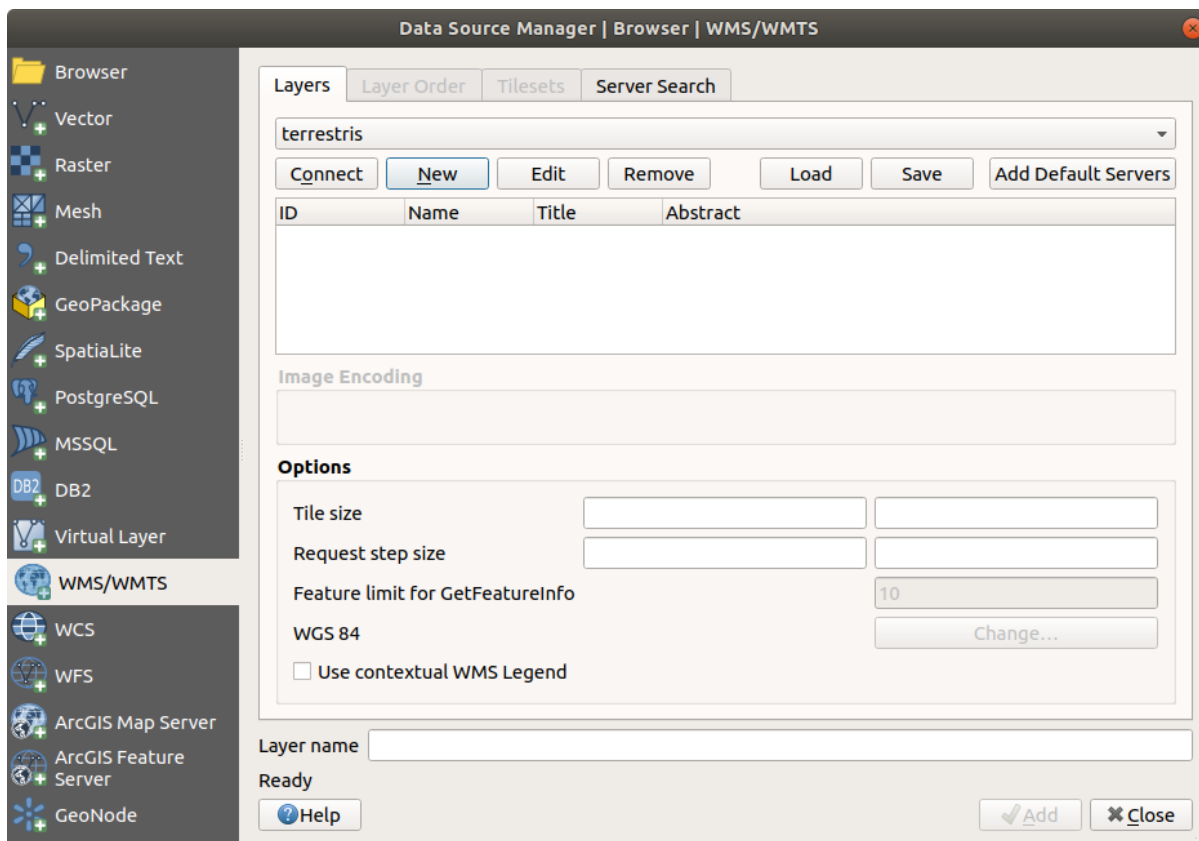 Data Source Manager | Browser | WMS/WMTS
Browser
Vector
Raster
Mesh
Delimited Text
GeoPackage
SpatiaLite
PostgreSQL
MSSQL
DB2
DB2
Virtual Layer
WMS/WMTS
WCS
WFS
ArcGIS Map Server
ArcGIS Feature
Server
GeoNode
Layers Layer Order Tilesets Server Search
terrestris
Connect New Edit Remove Load Save Add Default Servers
ID Name Title Abstract
Image Encoding
Options
Tile size
Request step size
Feature limit for GetFeatureInfo 10
WGS 84 Change...
Use contextual WMS Legend
Layer name
Ready
Help Add Close